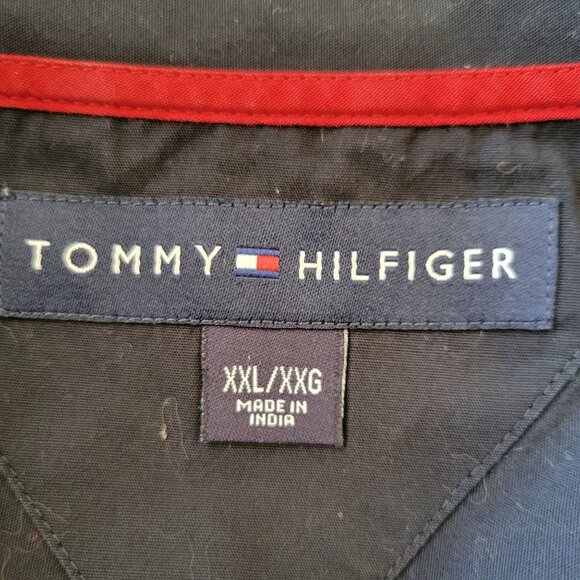 TOMMY HILFIGER
XXL/XXG
MADE IN
INDIA